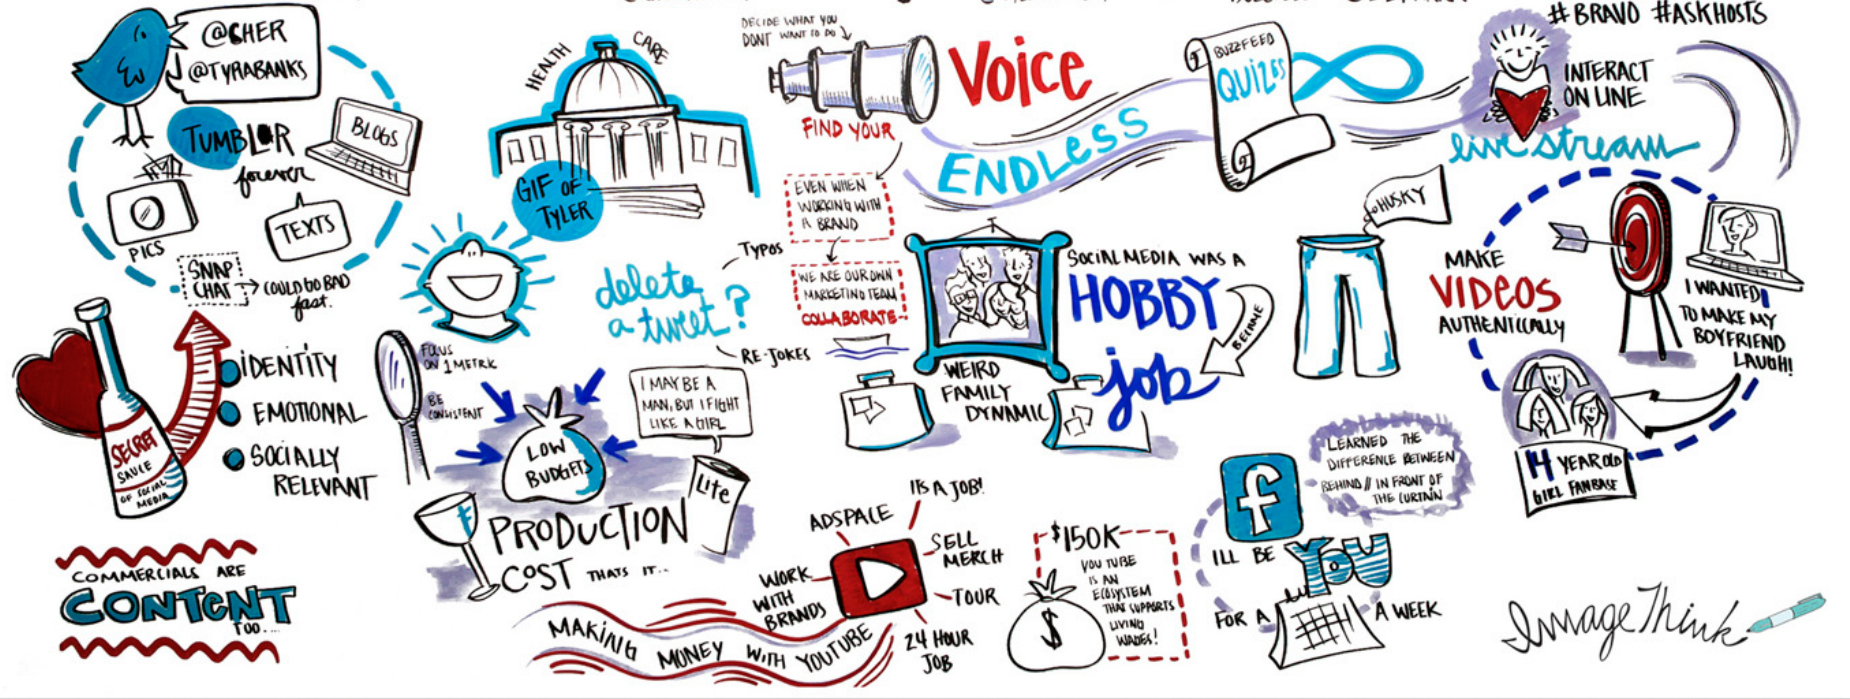 @CHER
@TYRABANKS
TUMBLR
forever
BLOGS
PICS
TEXTS
SNAP
CHAT
COULD GO BAD
fast.
SECRET
SAUCE
OF SOCIAL
MEDIA
IDENTITY
EMOTIONAL
SOCIALLY
RELEVANT
COMMERCIALS ARE
CONTENT
TOO...
HEALTH
CARE
GIF OF
TYLER
delete
a tweet?
TYPOS
RE-JOKES
FOCUS
ON 1 METRIC
BE
CONSISTENT
LOW
BUDGETS
I MAY BE A
MAN, BUT I FIGHT
LIKE A GIRL
Lite
PRODUCTION
COST THATS IT...
MAKING MONEY WITH YOUTUBE
WORK
WITH
BRANDS
ADSPACE
ITS A JOB!
SELL
MERCH
TOUR
24 HOUR
JOB
DECIDE WHAT YOU
DONT WANT TO DO
FIND YOUR
Voice
EVEN WHEN
WORKING WITH
A BRAND
WE ARE OUR OWN
MARKETING TEAM
COLLABORATE
ENDLESS
BUZZFEED
QUIZES
WEIRD
FAMILY
DYNAMIC
SOCIAL MEDIA WAS A
HOBBY
BECAME
job
HUSKY
$150K
YOUTUBE
IS AN
ECOSYSTEM
THAT SUPPORTS
LIVING
WAGES!
$
f
I'LL BE YOU
FOR A
A WEEK
LEARNED THE
DIFFERENCE BETWEEN
BEHIND // IN FRONT OF
THE CURTAIN
#BRAVO #ASKHOSTS
INTERACT
ON LINE
live stream
MAKE
VIDEOS
AUTHENTICALLY
I WANTED
TO MAKE MY
BOYFRIEND
LAUGH!
14 YEAR OLD
GIRL FANBASE
ImageThink